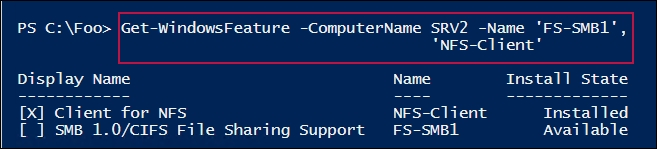 PS C:\Foo> Get-WindowsFeature -ComputerName SRV2 -Name 'FS-SMB1',
'NFS-Client'
Display Name Name Install State
------------ ---- -------------
[X] Client for NFS NFS-Client Installed
[ ] SMB 1.0/CIFS File Sharing Support FS-SMB1 Available